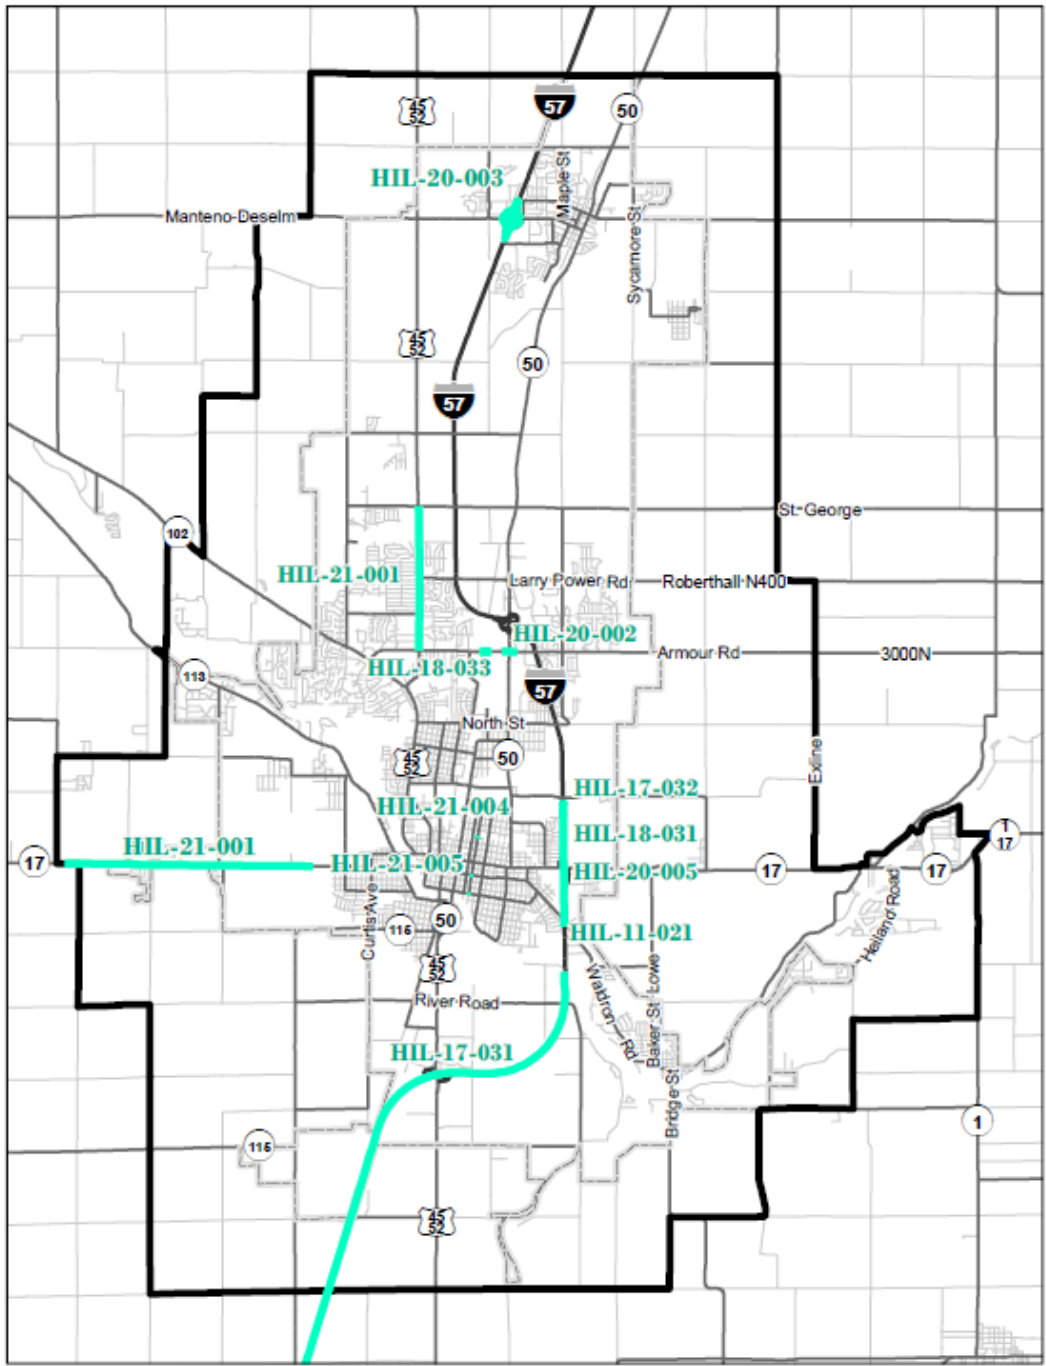 45
52
57
50
HIL-20-003
Maple St
Manteno-Deselm
Sycamore St
45
52
50
57
St. George
102
HIL-21-001
Larry Power Rd
Roberthall N400
HIL-20-002
HIL-18-033
Armour Rd
3000N
113
57
North St
45
52
50
Exline
HIL-17-032
HIL-21-004
HIL-18-031
T
17
HIL-21-001
17
HIL-21-005
HIL-20-005
17
17
Curtis Ave
115
50
HIL-11-021
Heiland Road
45
52
Lowe
Waldron Rd
River Road
Baker St
HIL-17-031
Bridge St
1
115
45
52